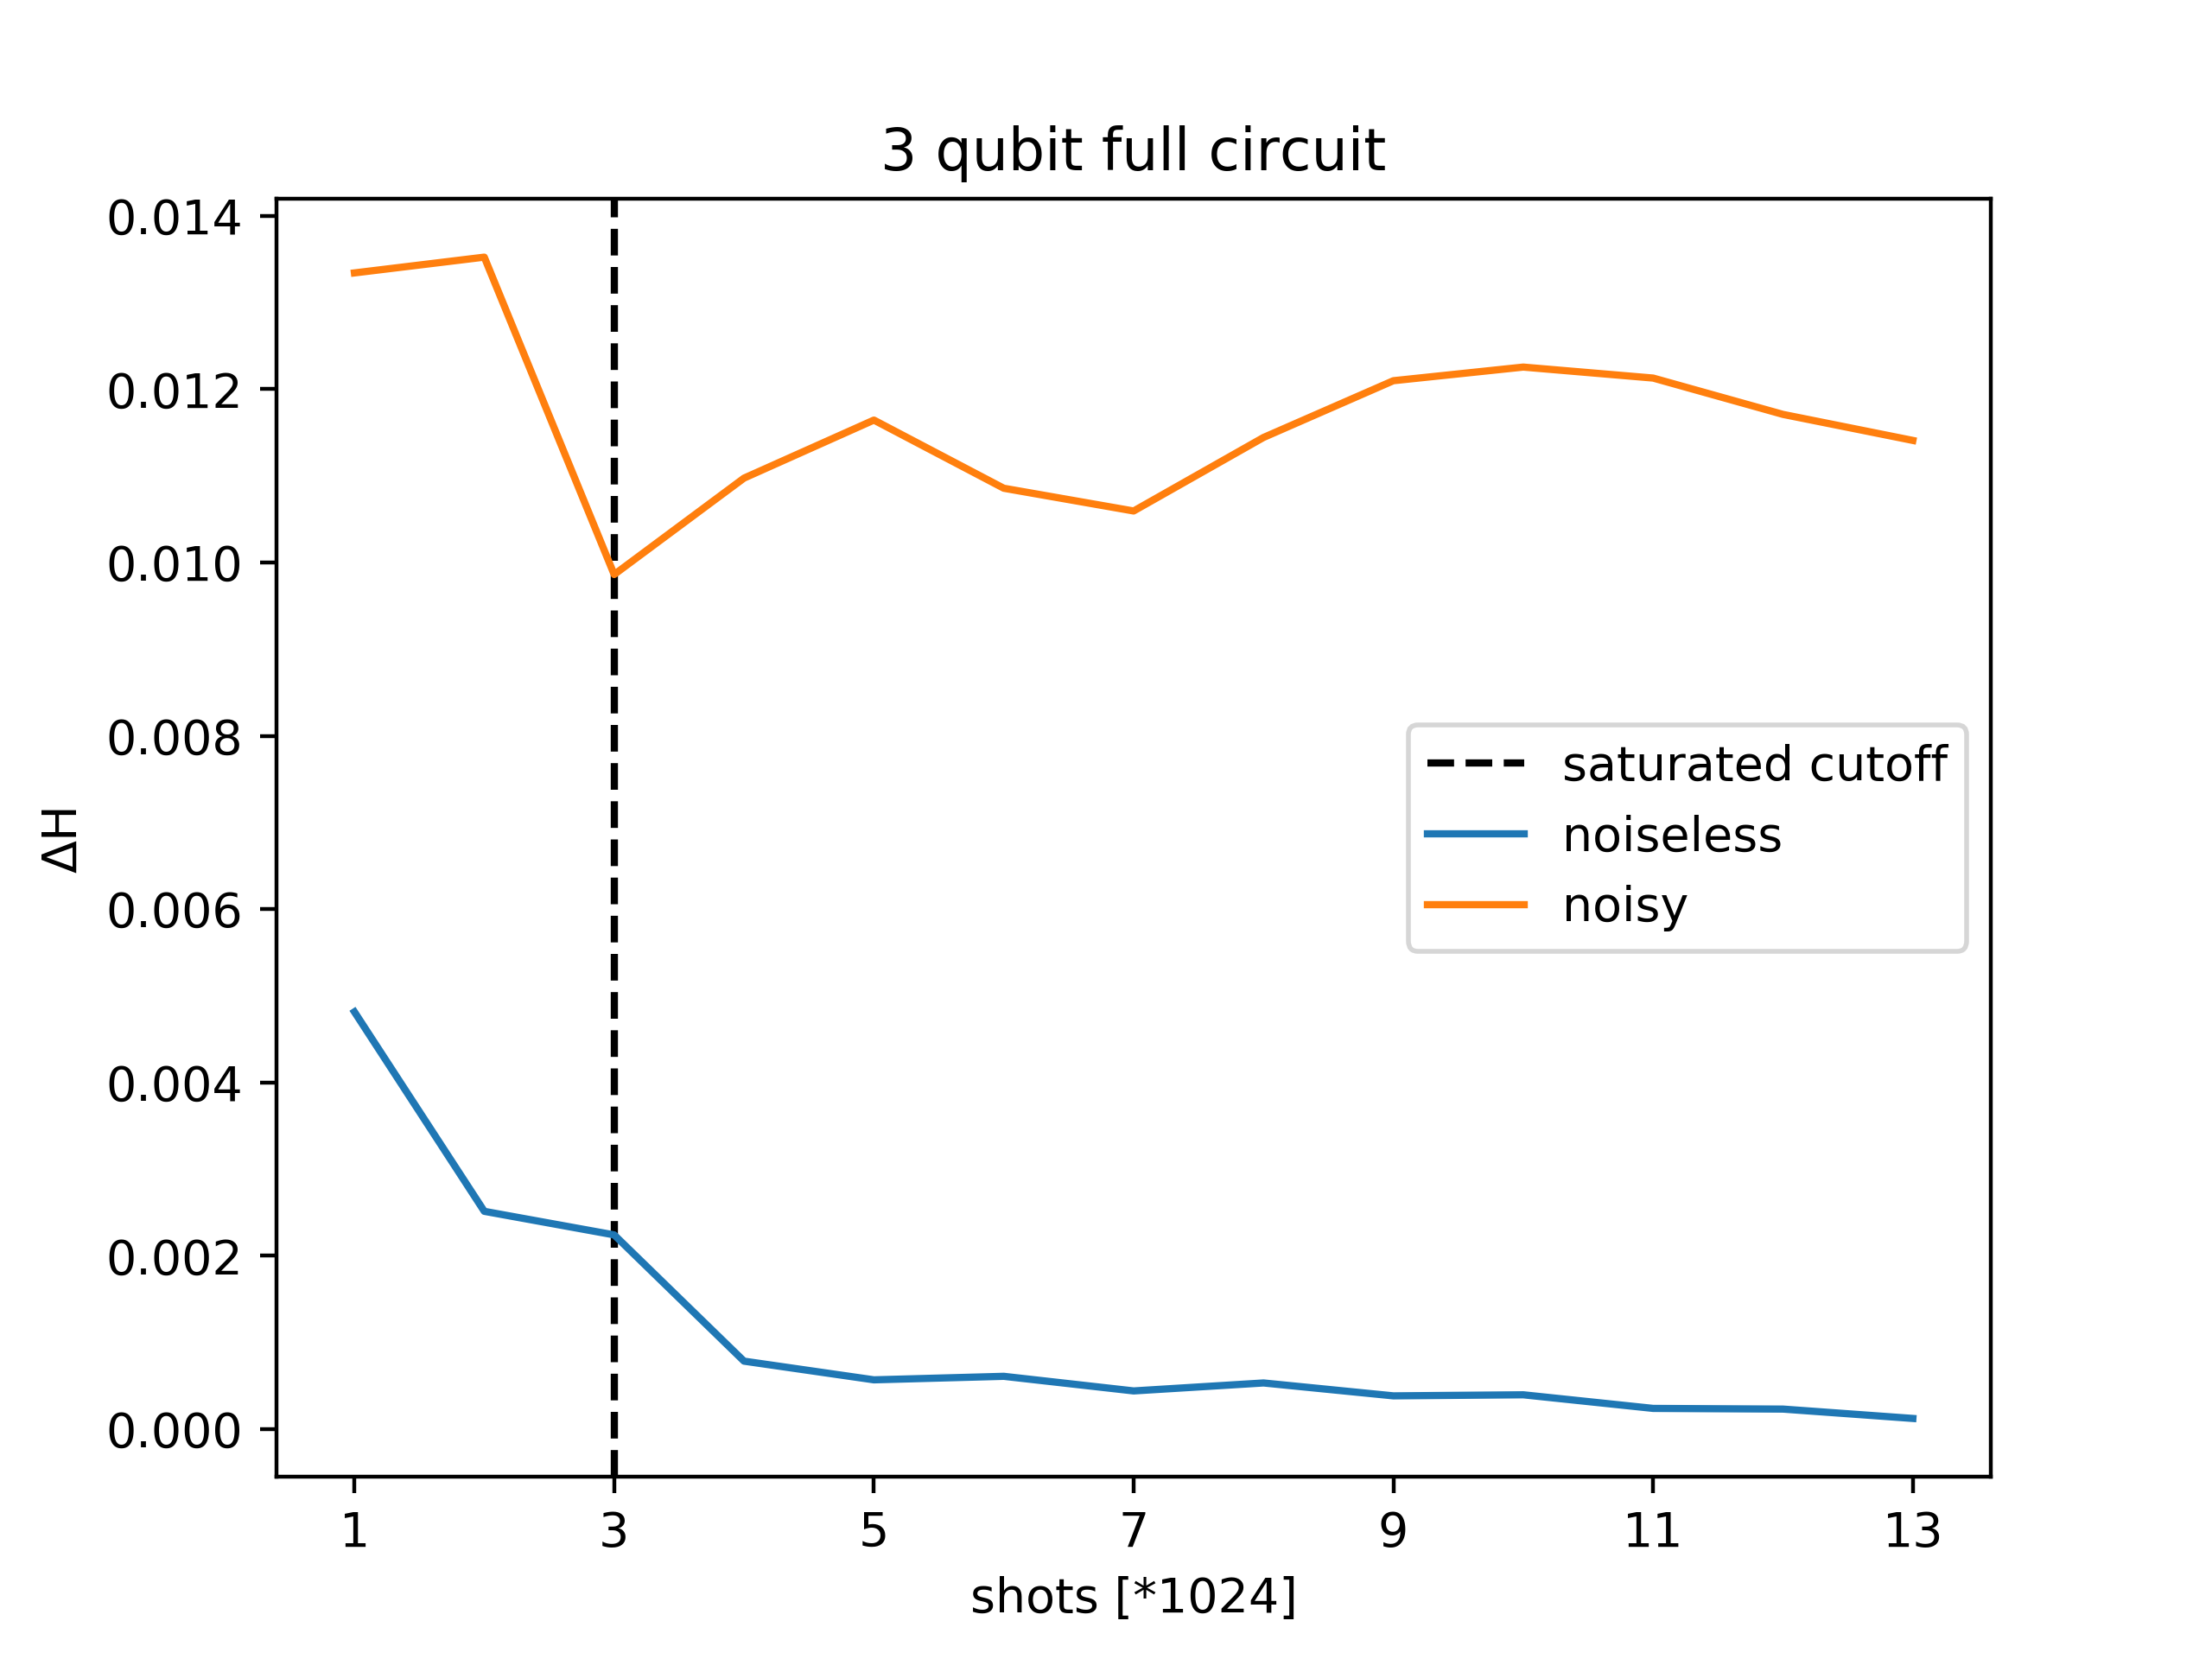 3 qubit full circuit
0.014
0.012
0.010
0.008
0.006
0.004
0.002
0.000
ΔH
saturated cutoff
noiseless
noisy
1 3 5 7 9 11 13
shots [*1024]